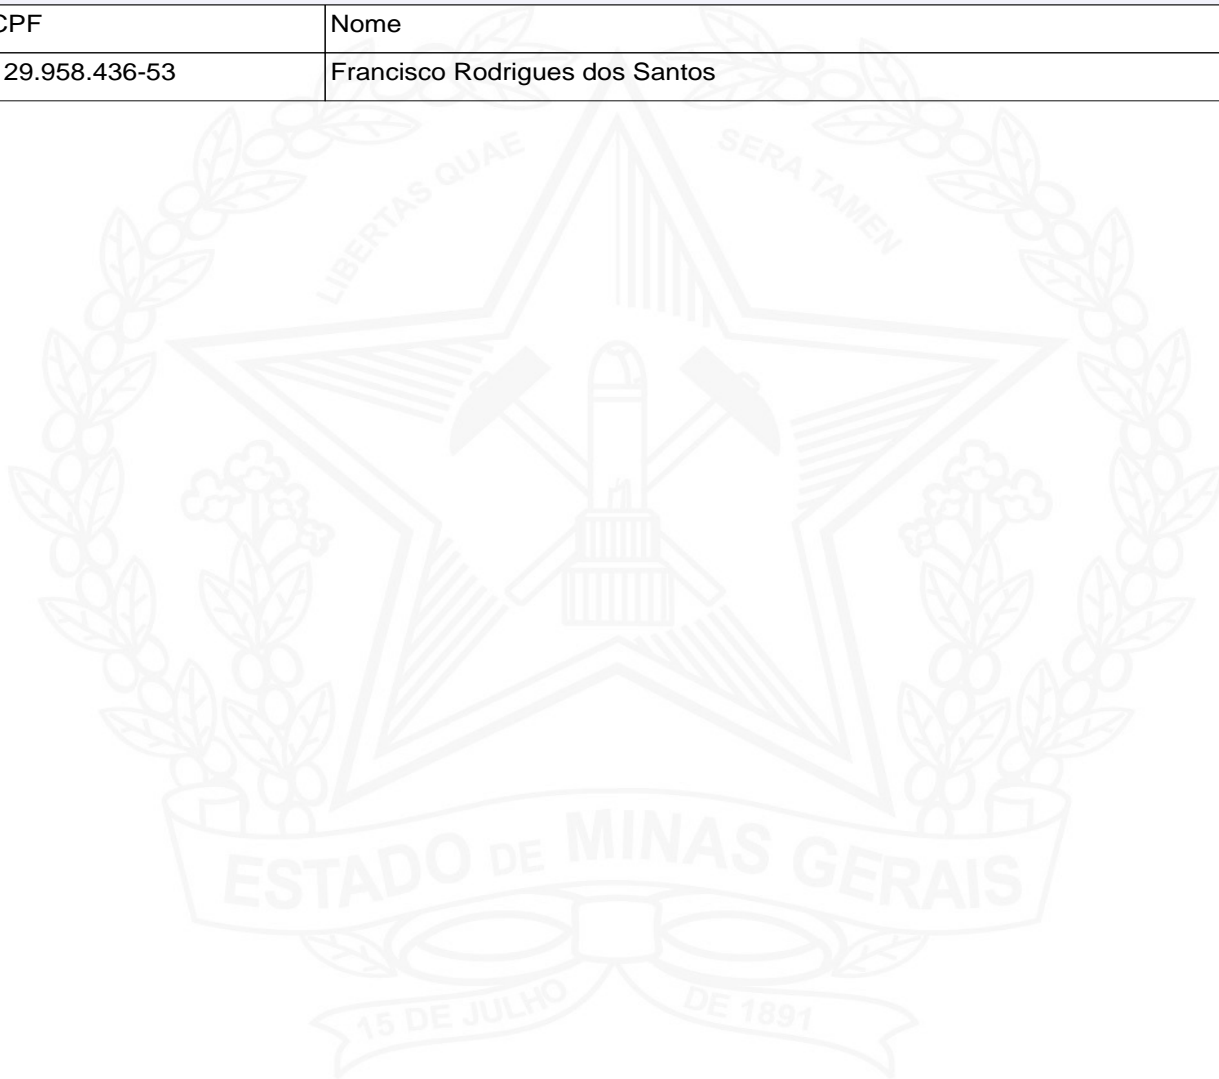 CPF Nome
29.958.436-53 Francisco Rodrigues dos Santos
LIBERTAS QUAE SERA TAMEN
ESTADO DE MINAS GERAIS
15 DE JULHO DE 1891